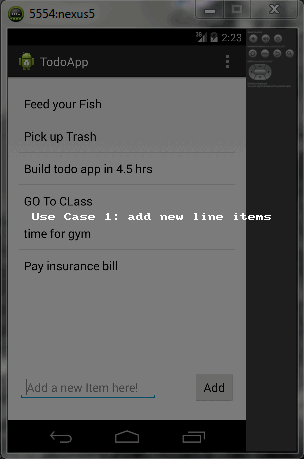 5554:nexus5
3G 2:23
TodoApp
Feed your Fish
Pick up Trash
Build todo app in 4.5 hrs
GO To CLass
Use Case 1: add new line items
time for gym
Pay insurance bill
Add a new Item here!
Add